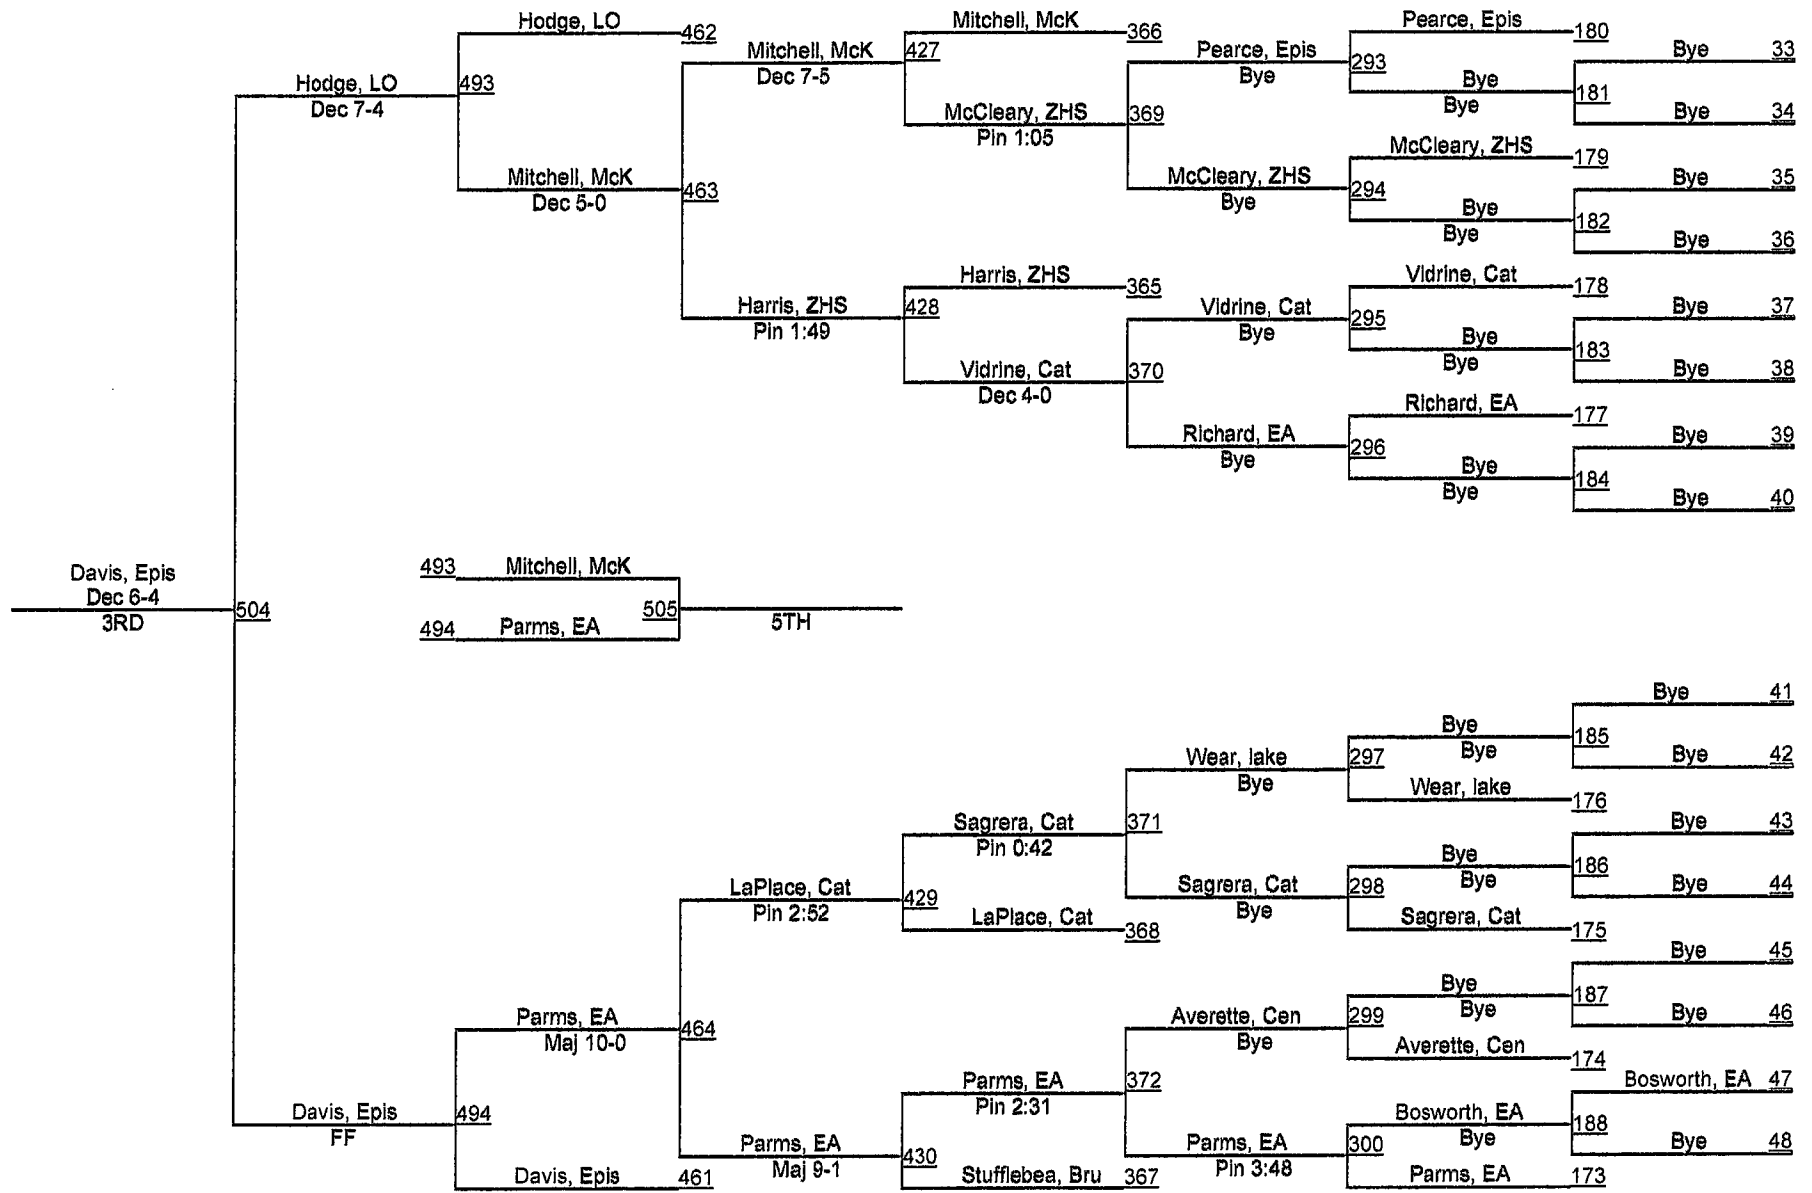 Hodge, LO
462
Mitchell, McK
366
Pearce, Epis
180
Bye 33
Mitchell, McK
427
Dec 7-5
Pearce, Epis
293
Bye
Bye
Bye
181
Bye 34
Hodge, LO
493
Dec 7-4
McCleary, ZHS
369
Pin 1:05
McCleary, ZHS
179
Bye 35
Mitchell, McK
463
Dec 5-0
McCleary, ZHS
294
Bye
Bye
Bye
182
Bye 36
Harris, ZHS
365
Vidrine, Cat
178
Bye 37
Harris, ZHS
428
Pin 1:49
Vidrine, Cat
295
Bye
Bye
Bye
183
Bye 38
Vidrine, Cat
370
Dec 4-0
Richard, EA
177
Bye 39
Richard, EA
296
Bye
Bye
Bye
184
Bye 40
493 Mitchell, McK
Davis, Epis
Dec 6-4
3RD
504
505
5TH
494 Parms, EA
Bye 41
Bye
Bye
185
Bye 42
Wear, lake
297
Bye
Wear, lake
176
Bye 43
Sagrera, Cat
371
Pin 0:42
Bye
Bye
186
Bye 44
LaPlace, Cat
429
Pin 2:52
Sagrera, Cat
298
Bye
LaPlace, Cat
368
Sagrera, Cat
175
Bye 45
Bye
Bye
187
Bye 46
Parms, EA
464
Maj 10-0
Averette, Cen
299
Bye
Averette, Cen
174
Parms, EA
372
Pin 2:31
Bosworth, EA 47
Davis, Epis
494
FF
Bosworth, EA
188
Bye
Bye 48
Parms, EA
430
Maj 9-1
Parms, EA
300
Pin 3:48
Davis, Epis
461
Stufflebea, Bru
367
Parms, EA
173